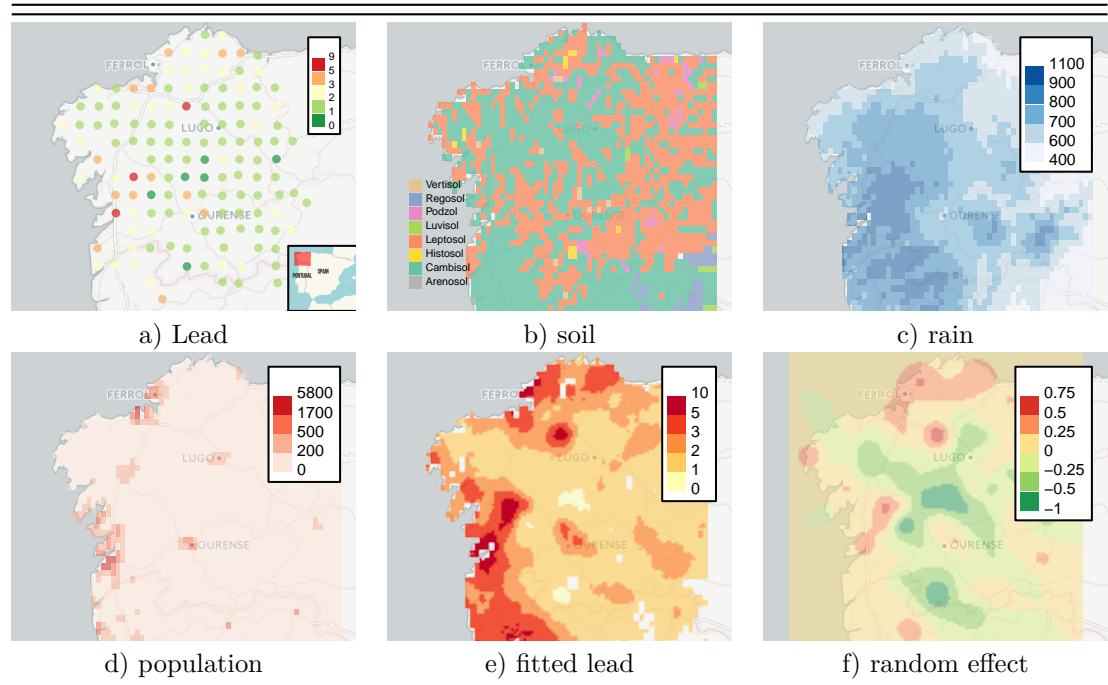 FERROL
LUGO
OURENSE
9
5
3
2
1
0
PORTUGAL
SPAIN
a) Lead
FERROL
LUGO
OURENSE
Vertisol
Regosol
Podzol
Luvisol
Leptosol
Histosol
Cambisol
Arenosol
b) soil
FERROL
LUGO
OURENSE
1100
900
800
700
600
400
c) rain
FERROL
LUGO
OURENSE
5800
1700
500
200
0
d) population
LUGO
OURENSE
10
5
3
2
1
0
e) fitted lead
FERROL
LUGO
OURENSE
0.75
0.5
0.25
0
−0.25
−0.5
−1
f) random effect